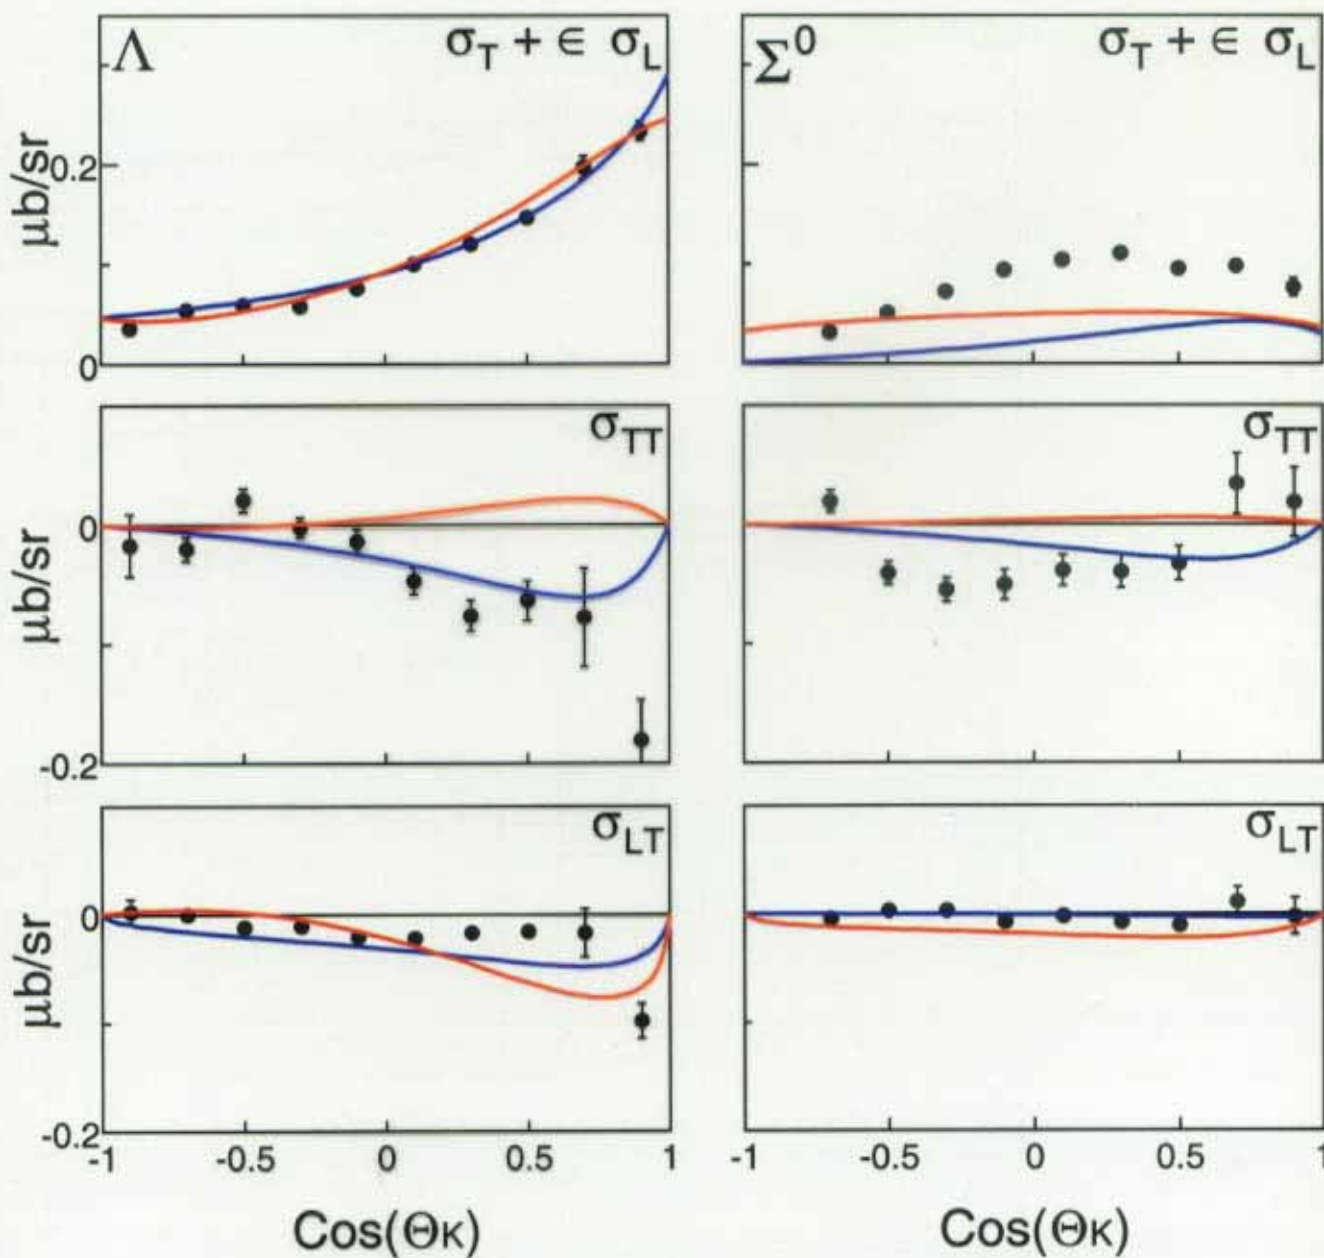 Λ σT + ∈ σL
Σ0 σT + ∈ σL
μb/sr
0.2
0
σTT
σTT
μb/sr
0
-0.2
σLT
σLT
μb/sr
0
-0.2
-1 -0.5 0 0.5 1
-1 -0.5 0 0.5 1
Cos(ΘK)
Cos(ΘK)